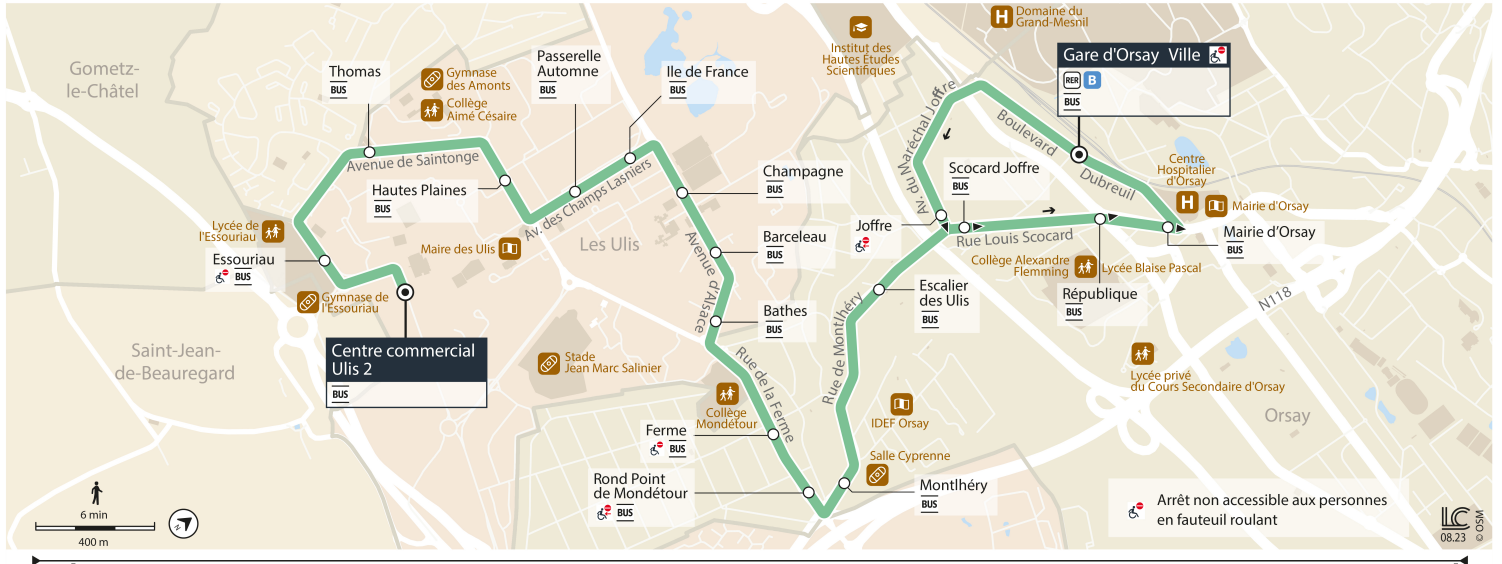 Gometz-
le-Châtel
Thomas
BUS
Gymnase
des Amonts
Collège
Aimé Césaire
Passerelle
Automne
BUS
Ile de France
BUS
Institut des
Hautes Études
Scientifiques
H
Domaine du
Grand-Mesnil
Gare d'Orsay Ville
RER B
BUS
Avenue de Saintonge
Hautes Plaines
BUS
Av. des Champs Lasniers
Champagne
BUS
Av. du Maréchal Joffre
Boulevard
Dubreuil
Scocard Joffre
BUS
Centre
Hospitalier
d'Orsay
H
Mairie d'Orsay
Lycée de
l'Essouriau
Essouriau
BUS
Maire des Ulis
Les Ulis
Avenue d'Alsace
Barceleau
BUS
Joffre
Rue Louis Scocard
Mairie d'Orsay
BUS
Collège Alexandre
Flemming
Lycée Blaise Pascal
République
BUS
N118
Gymnase de
l'Essouriau
Escalier
des Ulis
BUS
Bathes
BUS
Rue de Montlhéry
Centre commercial
Ulis 2
BUS
Saint-Jean-
de-Beauregard
Stade
Jean Marc Salinier
Rue de la Ferme
Collège
Mondétour
Lycée privé
du Cours Secondaire d'Orsay
Orsay
IDEF Orsay
Ferme
BUS
Salle Cyprenne
Rond Point
de Mondétour
BUS
Montlhéry
BUS
6 min
400 m
N
Arrêt non accessible aux personnes
en fauteuil roulant
LC
08.23
© OSM